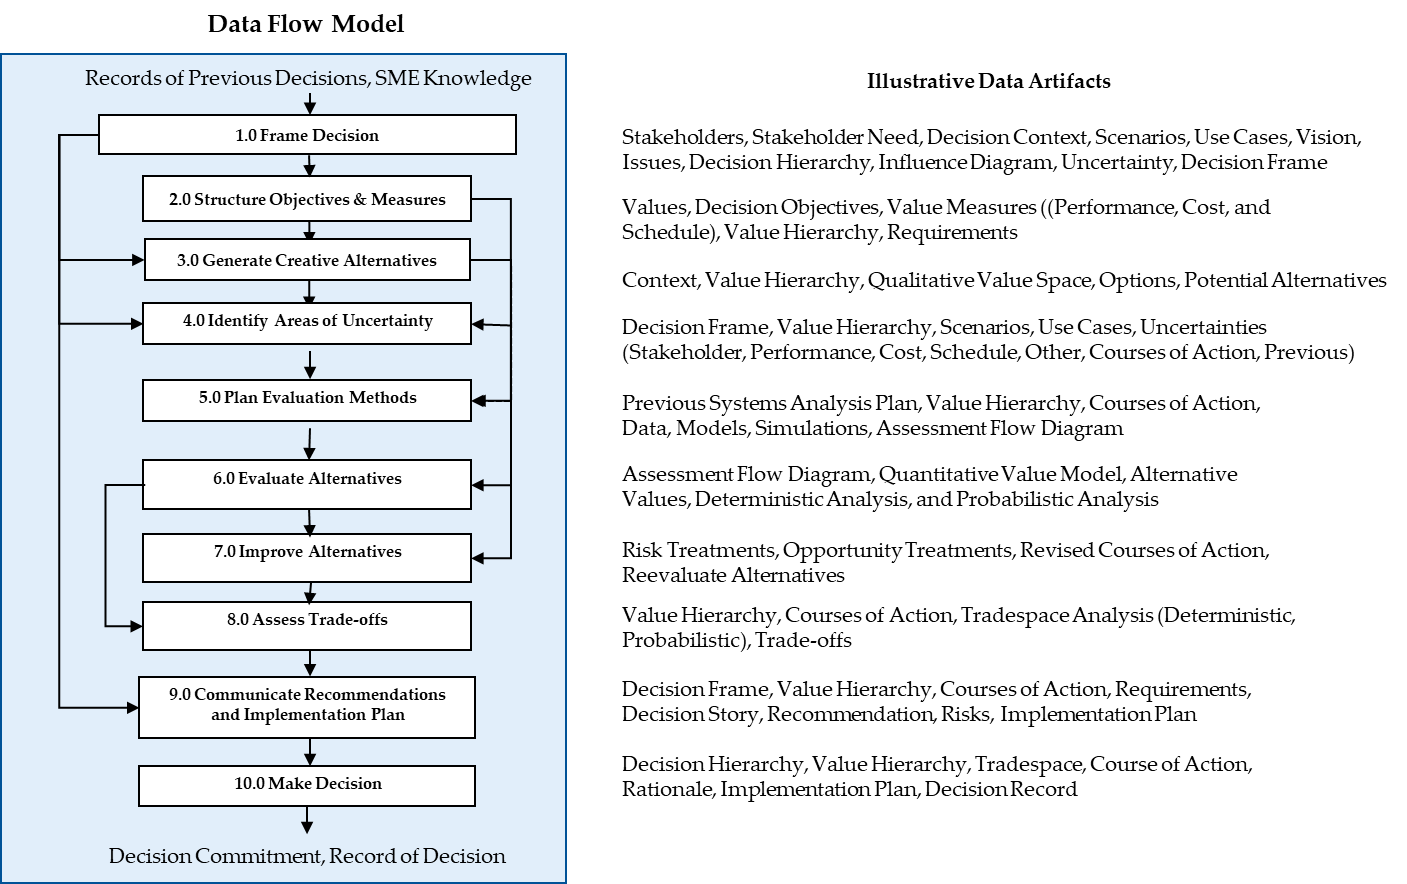 Data Flow Model
Records of Previous Decisions, SME Knowledge
1.0 Frame Decision
2.0 Structure Objectives & Measures
3.0 Generate Creative Alternatives
4.0 Identify Areas of Uncertainty
5.0 Plan Evaluation Methods
6.0 Evaluate Alternatives
7.0 Improve Alternatives
8.0 Assess Trade-offs
9.0 Communicate Recommendations
and Implementation Plan
10.0 Make Decision
Decision Commitment, Record of Decision
Illustrative Data Artifacts
Stakeholders, Stakeholder Need, Decision Context, Scenarios, Use Cases, Vision,
Issues, Decision Hierarchy, Influence Diagram, Uncertainty, Decision Frame
Values, Decision Objectives, Value Measures ((Performance, Cost, and
Schedule), Value Hierarchy, Requirements
Context, Value Hierarchy, Qualitative Value Space, Options, Potential Alternatives
Decision Frame, Value Hierarchy, Scenarios, Use Cases, Uncertainties
(Stakeholder, Performance, Cost, Schedule, Other, Courses of Action, Previous)
Previous Systems Analysis Plan, Value Hierarchy, Courses of Action,
Data, Models, Simulations, Assessment Flow Diagram
Assessment Flow Diagram, Quantitative Value Model, Alternative
Values, Deterministic Analysis, and Probabilistic Analysis
Risk Treatments, Opportunity Treatments, Revised Courses of Action,
Reevaluate Alternatives
Value Hierarchy, Courses of Action, Tradespace Analysis (Deterministic,
Probabilistic), Trade-offs
Decision Frame, Value Hierarchy, Courses of Action, Requirements,
Decision Story, Recommendation, Risks, Implementation Plan
Decision Hierarchy, Value Hierarchy, Tradespace, Course of Action,
Rationale, Implementation Plan, Decision Record